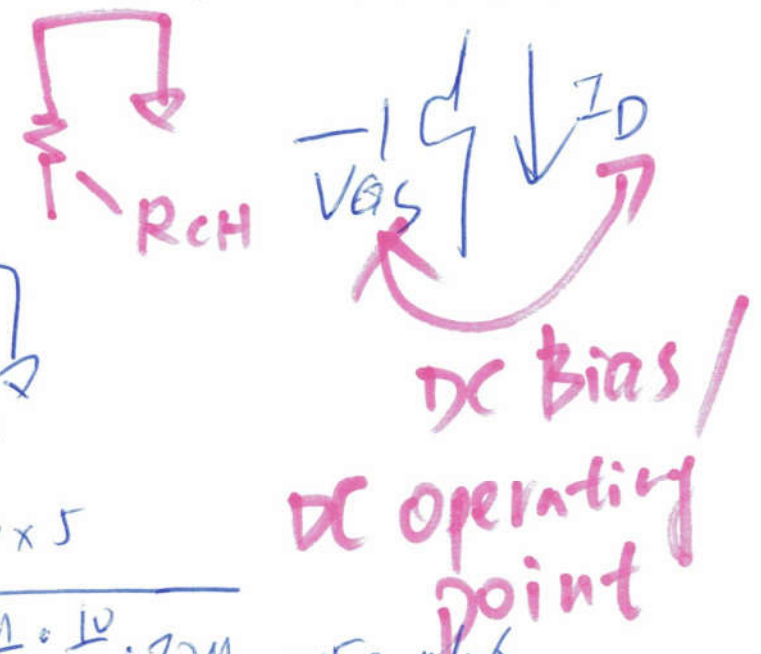 ID
VGS
RCH
DC Bias/
DC operating
point
x 5